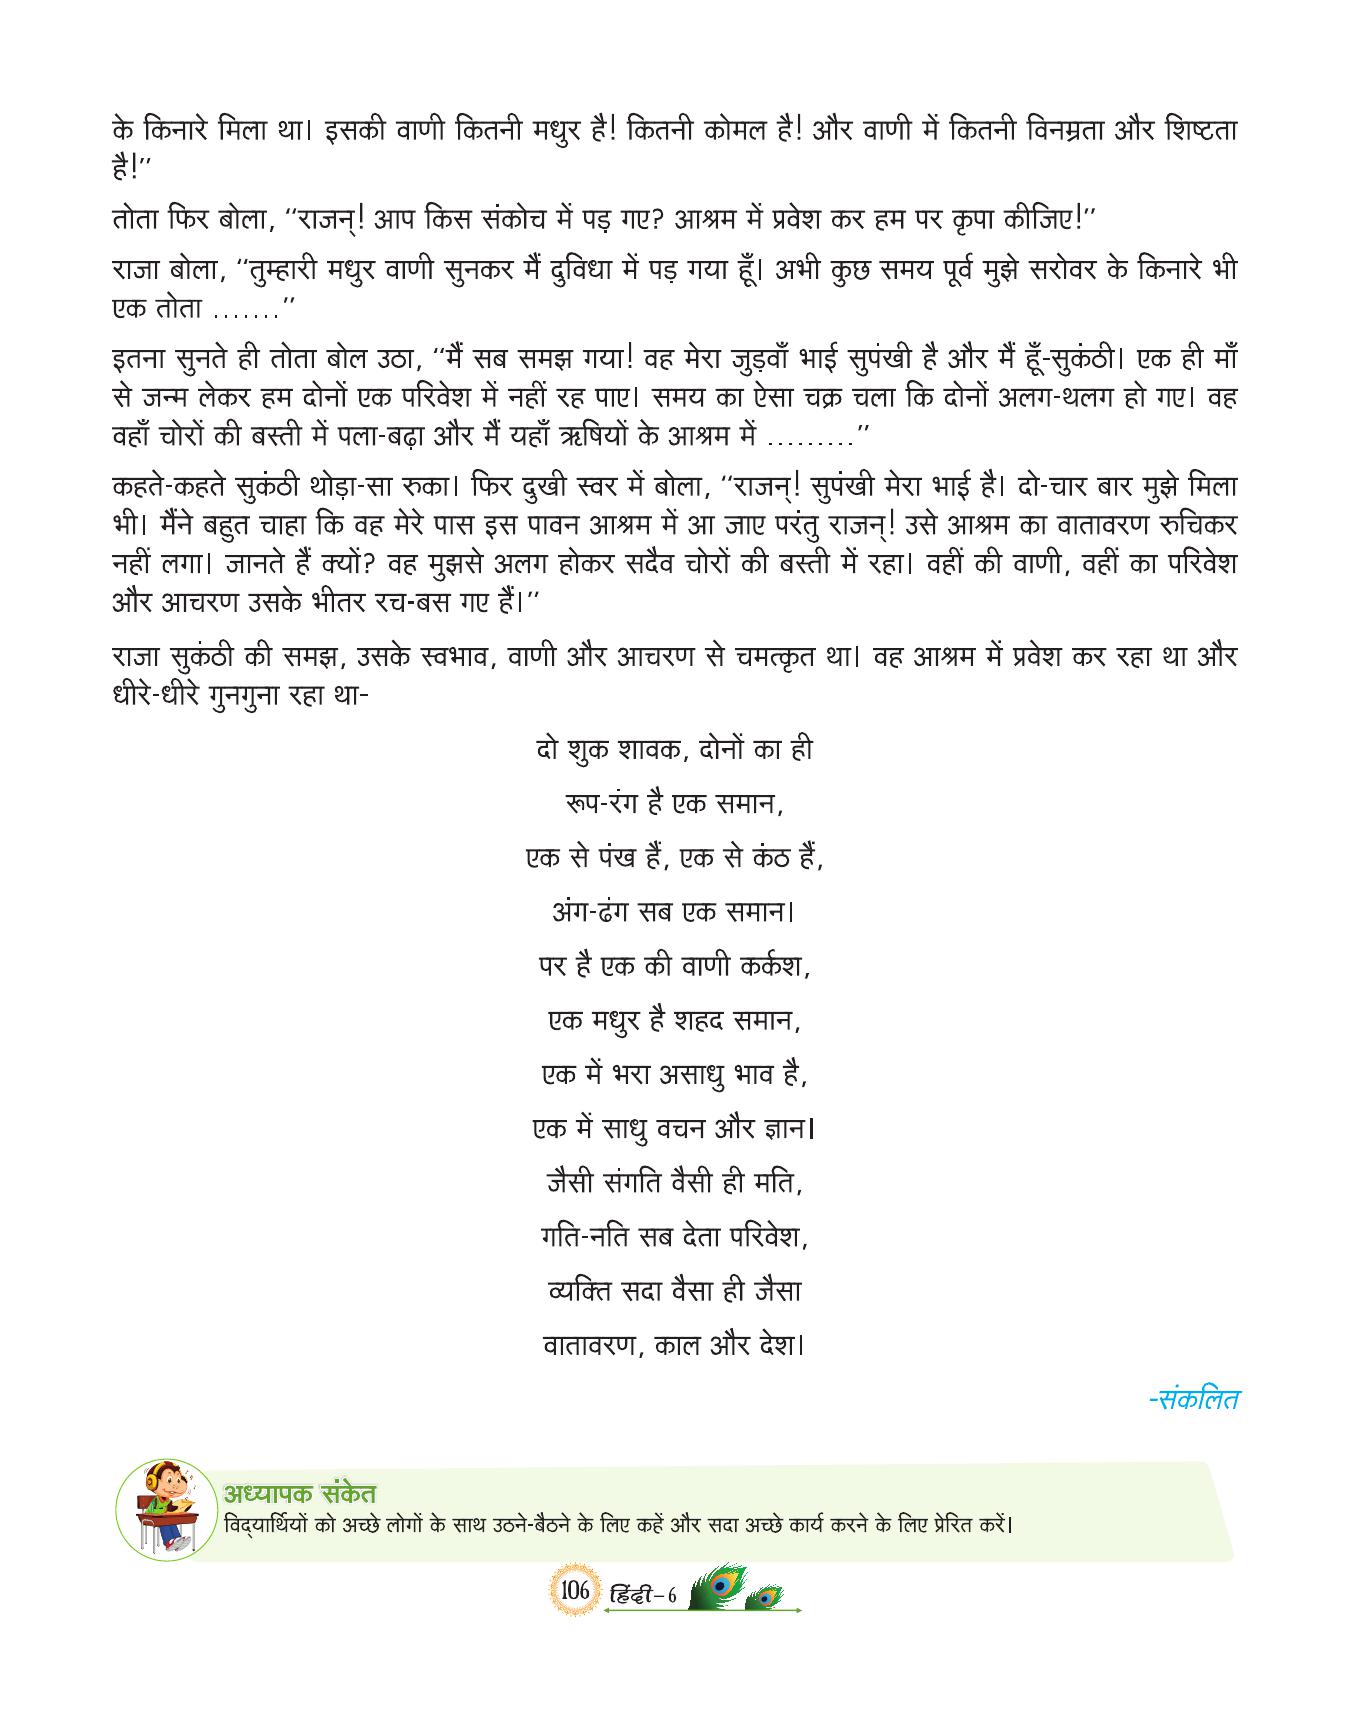 के किनारे मिला था। इसकी वाणी कितनी मधुर है! कितनी कोमल है! और वाणी में कितनी विनम्रता और शिष्टता
है!’’
तोता फिर बोला, ‘‘राजन्! आप किस संकोच में पड़ गए? आश्रम में प्रवेश कर हम पर कृपा कीजिए!’’
राजा बोला, ‘‘तुम्हारी मधुर वाणी सुनकर मैं दुविधा में पड़ गया हूँ। अभी कुछ समय पूर्व मुझे सरोवर के किनारे भी
एक तोता .......’’
इतना सुनते ही तोता बोल उठा, ‘‘मैं सब समझ गया! वह मेरा जुड़वाँ भाई सुपंखी है और मैं हूँ-सुकंठी। एक ही माँ
से जन्म लेकर हम दोनों एक परिवेश में नहीं रह पाए। समय का ऐसा चक्र चला कि दोनों अलग-थलग हो गए। वह
वहाँ चोरों की बस्ती में पला-बढ़ा और मैं यहाँ ऋषियों के आश्रम में .........’’
कहते-कहते सुकंठी थोड़ा-सा रुका। फिर दुखी स्वर में बोला, ‘‘राजन्! सुपंखी मेरा भाई है। दो-चार बार मुझे मिला
भी। मैंने बहुत चाहा कि वह मेरे पास इस पावन आश्रम में आ जाए परंतु राजन्! उसे आश्रम का वातावरण रुचिकर
नहीं लगा। जानते हैं क्यों? वह मुझसे अलग होकर सदैव चोरों की बस्ती में रहा। वहीं की वाणी, वहीं का परिवेश
और आचरण उसके भीतर रच-बस गए हैं।’’
राजा सुकंठी की समझ, उसके स्वभाव, वाणी और आचरण से चमत्कृत था। वह आश्रम में प्रवेश कर रहा था और
धीरे-धीरे गुनगुना रहा था–
दो शुक शावक, दोनों का ही
रूप-रंग है एक समान,
एक से पंख हैं, एक से कंठ हैं,
अंग-ढंग सब एक समान।
पर है एक की वाणी कर्कश,
एक मधुर है शहद समान,
एक में भरा असाधु भाव है,
एक में साधु वचन और ज्ञान।
जैसी संगति वैसी ही मति,
गति-नति सब देता परिवेश,
व्यक्ति सदा वैसा ही जैसा
वातावरण, काल और देश।
-संकलित
अध्यापक संकेत
विद्यार्थियों को अच्छे लोगों के साथ उठने-बैठने के लिए कहें और सदा अच्छे कार्य करने के लिए प्रेरित करें।
106 हिंदी–6